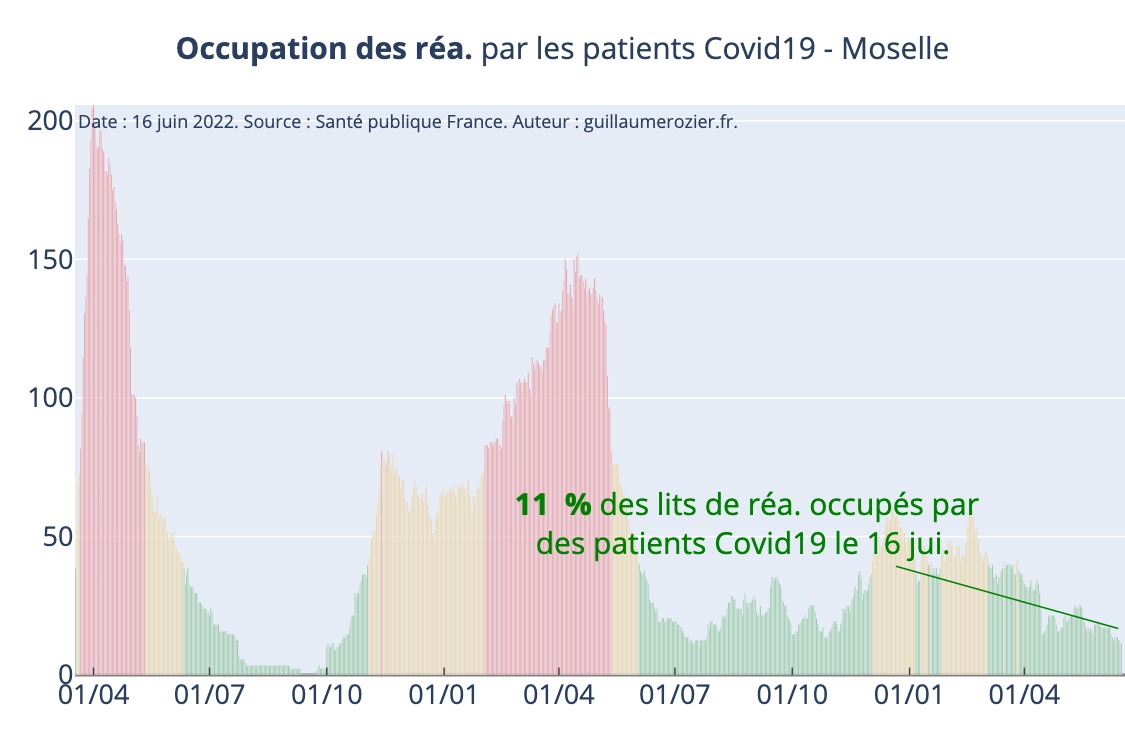 Occupation des réa. par les patients Covid19 - Moselle
200
Date : 16 juin 2022. Source : Santé publique France. Auteur : guillaumerozier.fr.
150
100
11 % des lits de réa. occupés par
des patients Covid19 le 16 jui.
50
0
01/04 01/07 01/10 01/01 01/04 01/07 01/10 01/01 01/04